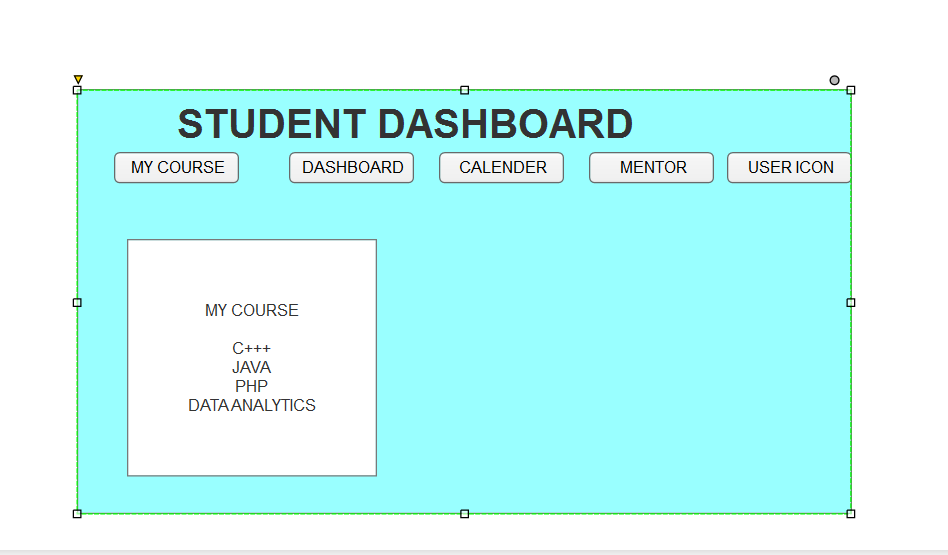 STUDENT DASHBOARD
MY COURSE DASHBOARD CALENDER MENTOR USER ICON
MY COURSE
C+++
JAVA
PHP
DATA ANALYTICS